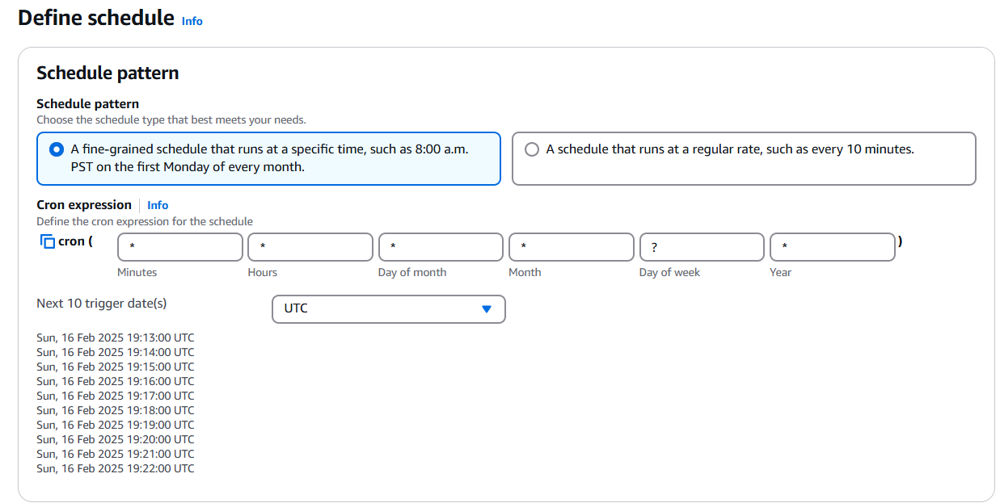 Define schedule Info
Schedule pattern
Schedule pattern
Choose the schedule type that best meets your needs.
A fine-grained schedule that runs at a specific time, such as 8:00 a.m.
PST on the first Monday of every month.
A schedule that runs at a regular rate, such as every 10 minutes.
Cron expression Info
Define the cron expression for the schedule
cron ( * * * * ? * )
Minutes Hours Day of month Month Day of week Year
Next 10 trigger date(s) UTC
Sun, 16 Feb 2025 19:13:00 UTC
Sun, 16 Feb 2025 19:14:00 UTC
Sun, 16 Feb 2025 19:15:00 UTC
Sun, 16 Feb 2025 19:16:00 UTC
Sun, 16 Feb 2025 19:17:00 UTC
Sun, 16 Feb 2025 19:18:00 UTC
Sun, 16 Feb 2025 19:19:00 UTC
Sun, 16 Feb 2025 19:20:00 UTC
Sun, 16 Feb 2025 19:21:00 UTC
Sun, 16 Feb 2025 19:22:00 UTC